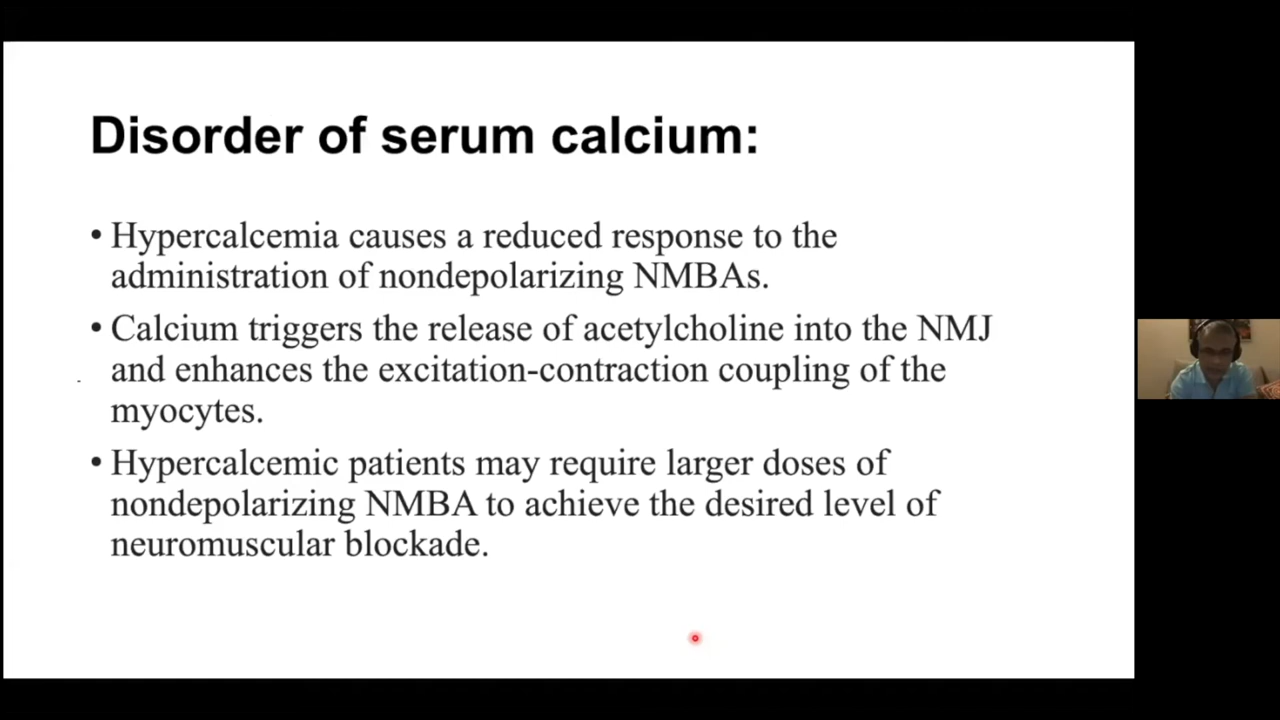 Disorder of serum calcium:
• Hypercalcemia causes a reduced response to the
administration of nondepolarizing NMBAs.
• Calcium triggers the release of acetylcholine into the NMJ
and enhances the excitation-contraction coupling of the
myocytes.
• Hypercalcemic patients may require larger doses of
nondepolarizing NMBA to achieve the desired level of
neuromuscular blockade.